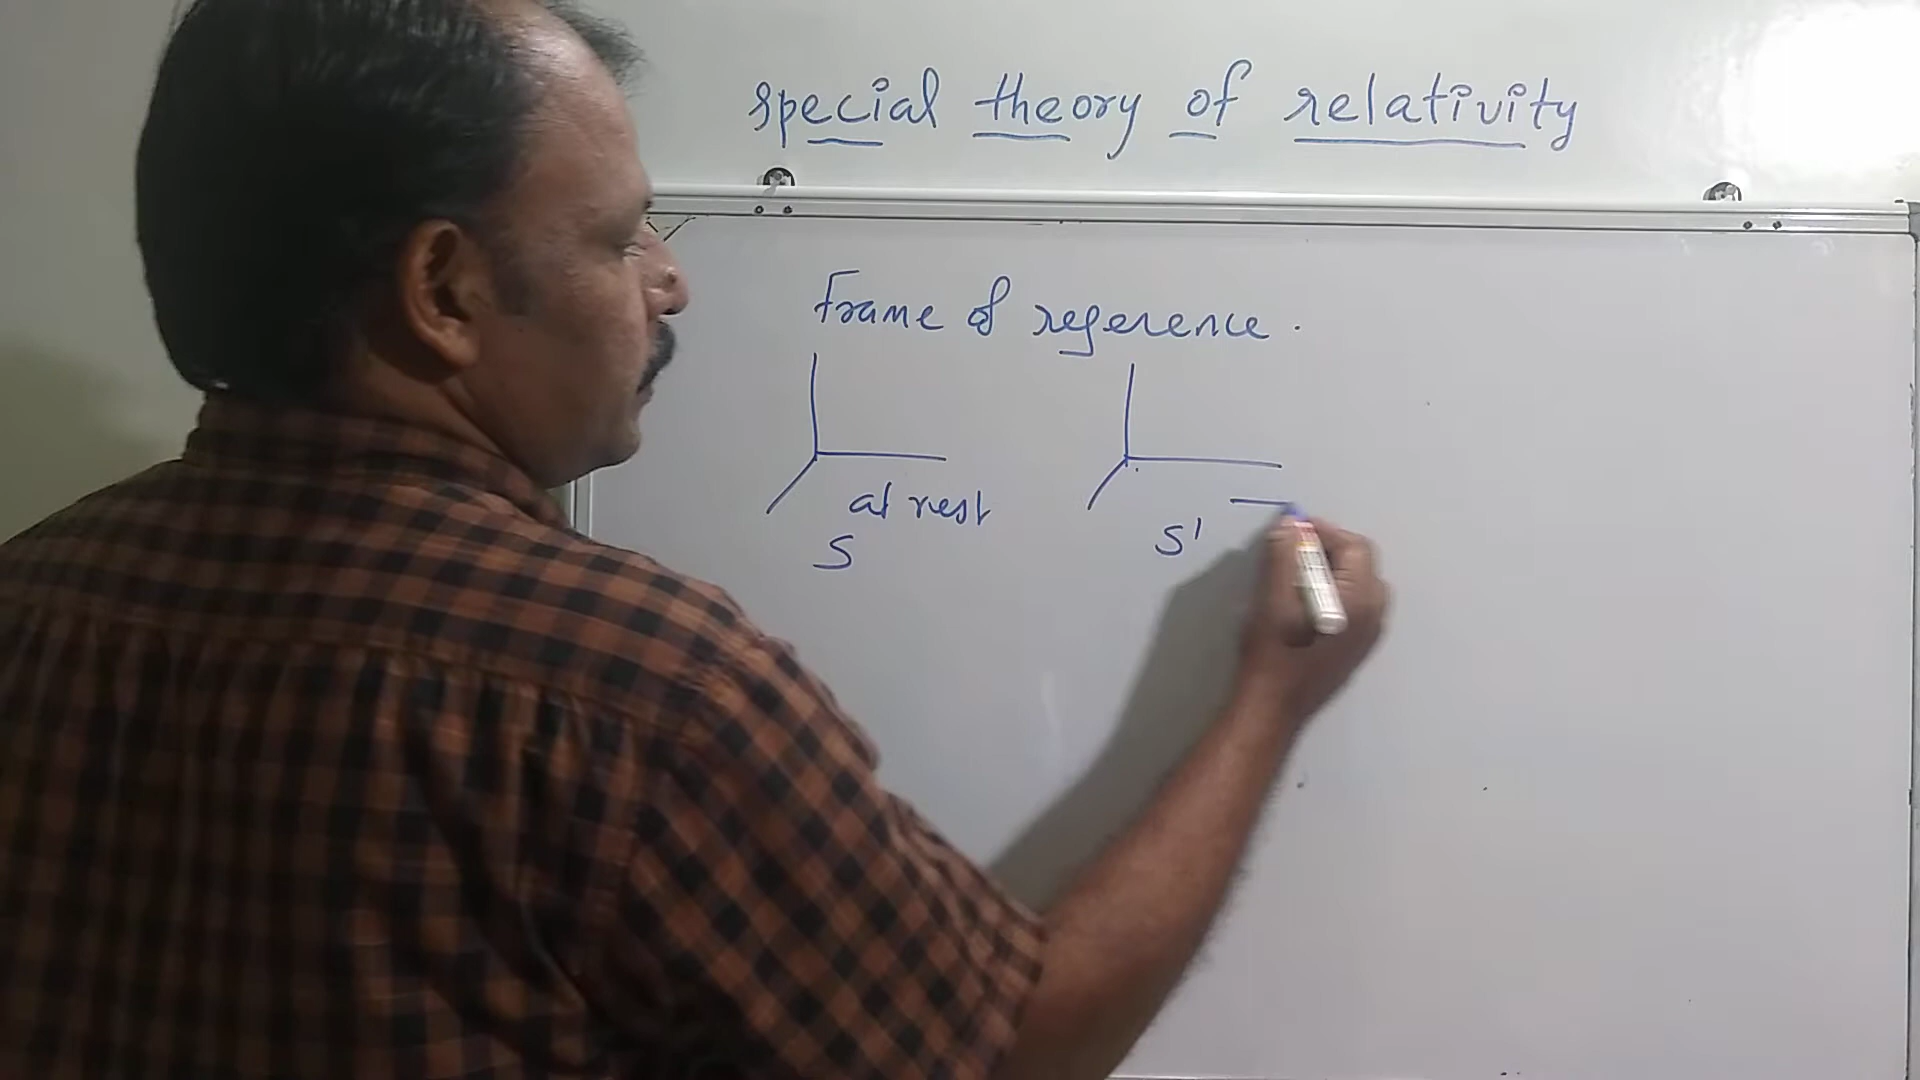 special theory of relativity
Frame of reference.
at rest
S S'